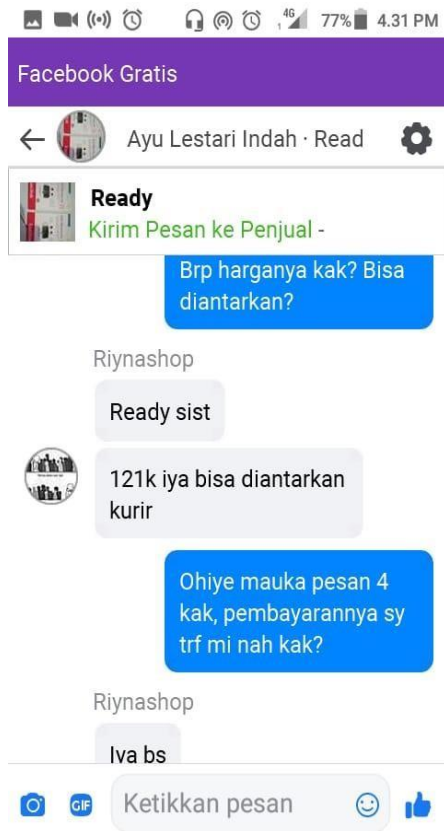 4G 77% 4.31 PM
Facebook Gratis
Ayu Lestari Indah · Read
Ready
Kirim Pesan ke Penjual -
Brp harganya kak? Bisa
diantarkan?
Riynashop
Ready sist
121k iya bisa diantarkan
kurir
Ohiye mauka pesan 4
kak, pembayarannya sy
trf mi nah kak?
Riynashop
Iya bs
GIF Ketikkan pesan